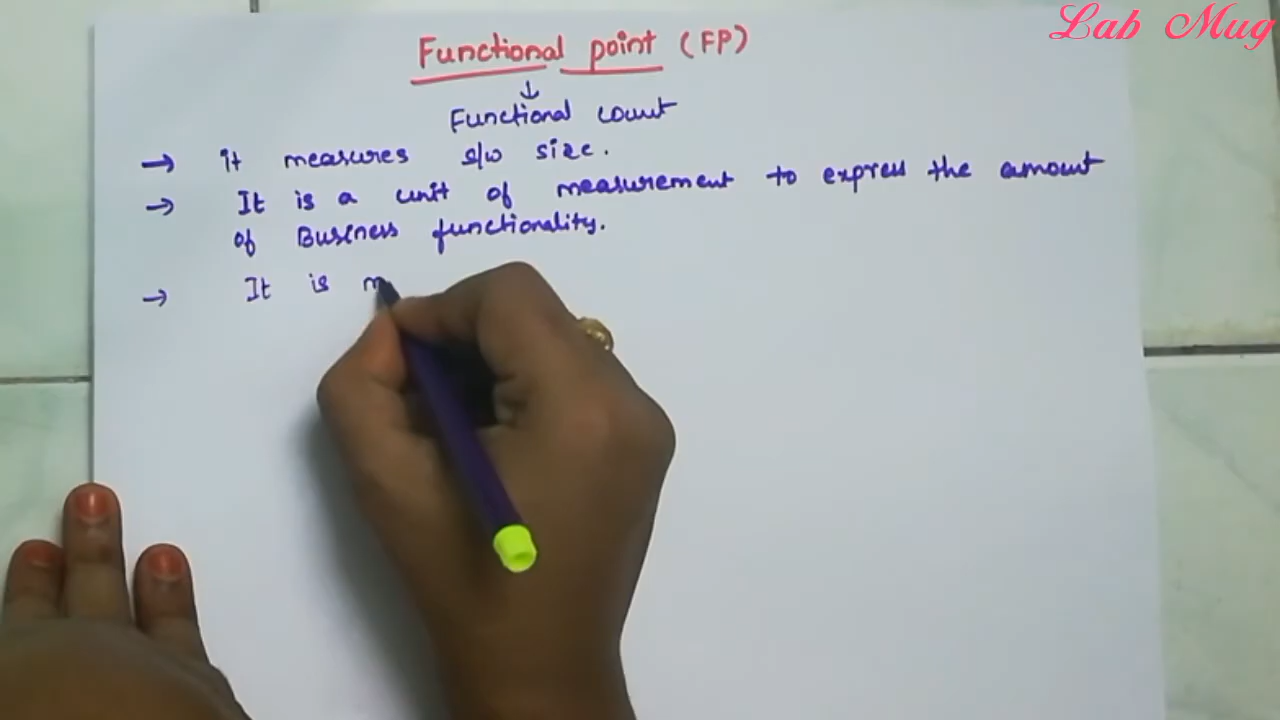 Lab Mug
Functional point (FP)
↓
Functional count
→ it measures s/w size.
→ It is a unit of measurement to express the amount
of Business functionality.
→ It is m